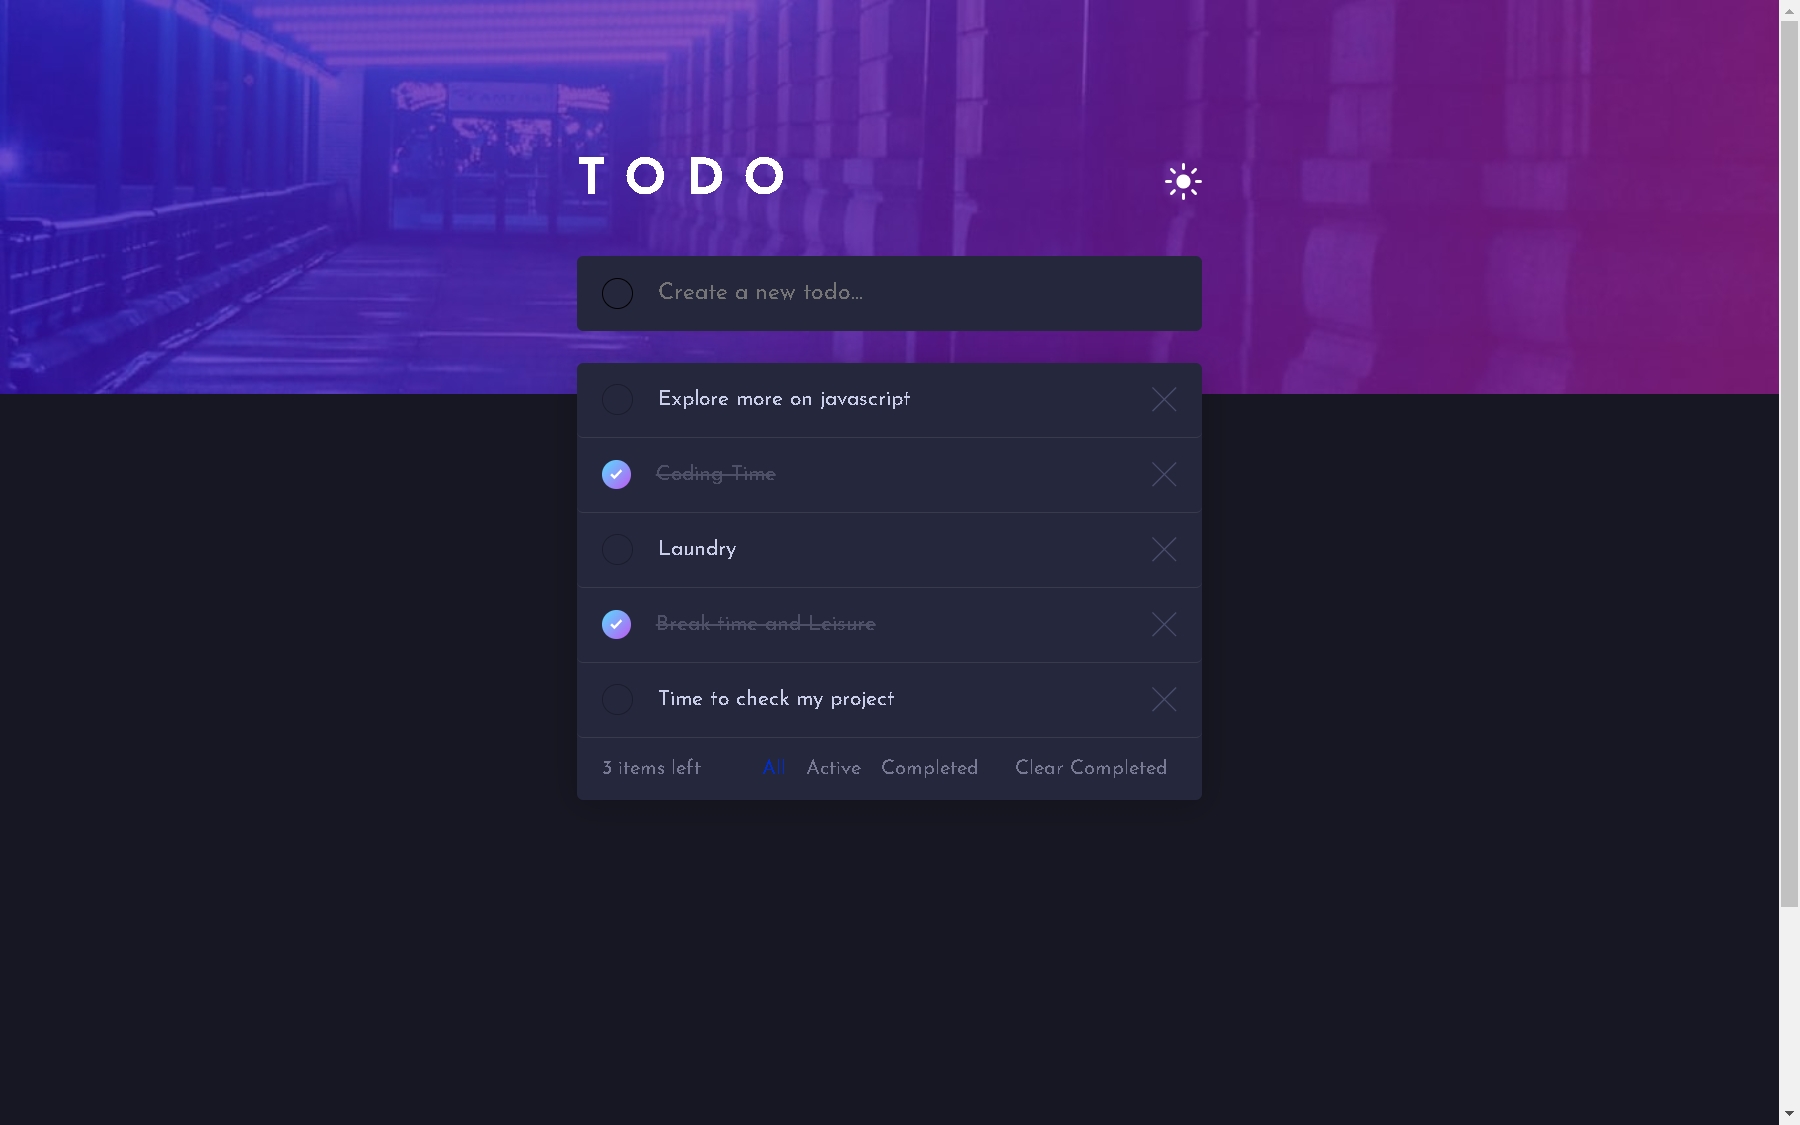 TODO
Create a new todo...
Explore more on javascript
Coding Time
Laundry
Break time and Leisure
Time to check my project
3 items left All Active Completed Clear Completed